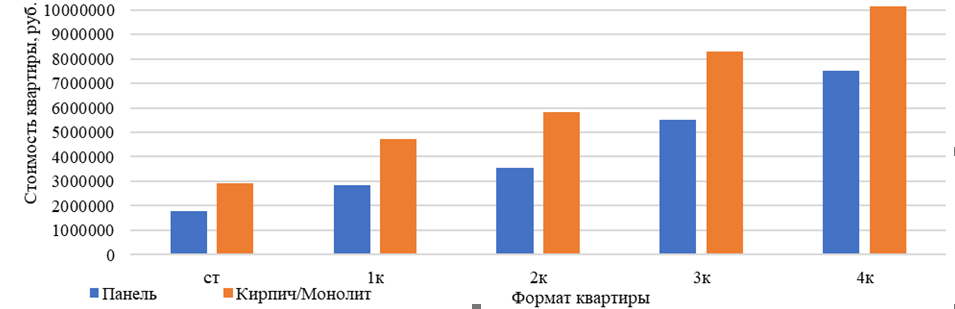 Стоимость квартиры, руб.
10000000
9000000
8000000
7000000
6000000
5000000
4000000
3000000
2000000
1000000
0
ст 1к 2к 3к 4к
Формат квартиры
Панель Кирпич/Монолит